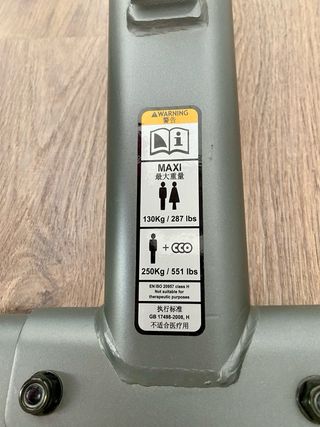 WARNING
警告
MAXI
最大重量
130Kg / 287 lbs
250Kg / 551 lbs
EN ISO 20957 class H
Not suitable for
therapeutic purposes
执行标准
GB 17498-2008, H
不适合医疗用